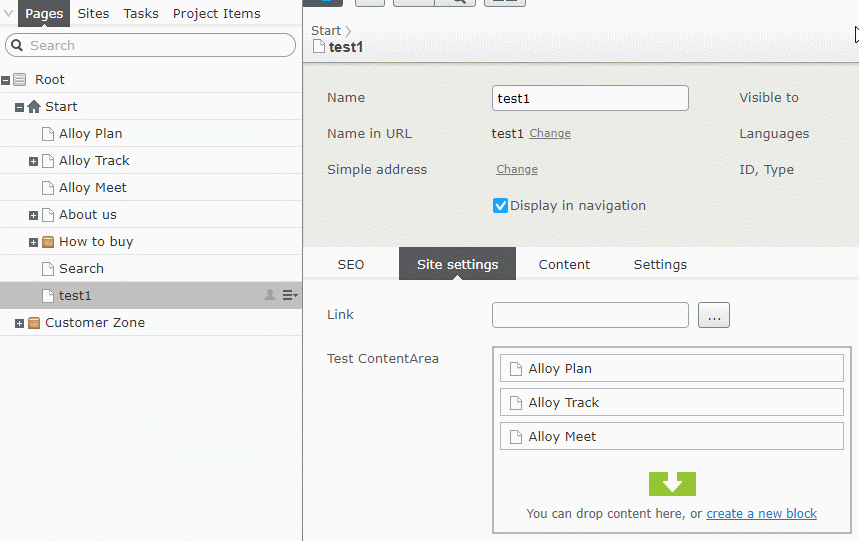 Pages Sites Tasks Project Items
Search
Root
Start
Alloy Plan
Alloy Track
Alloy Meet
About us
How to buy
Search
test1
Customer Zone
Start
test1
Name test1 Visible to
Name in URL test1 Change Languages
Simple address Change ID, Type
Display in navigation
SEO Site settings Content Settings
Link ...
Test ContentArea
Alloy Plan
Alloy Track
Alloy Meet
You can drop content here, or create a new block